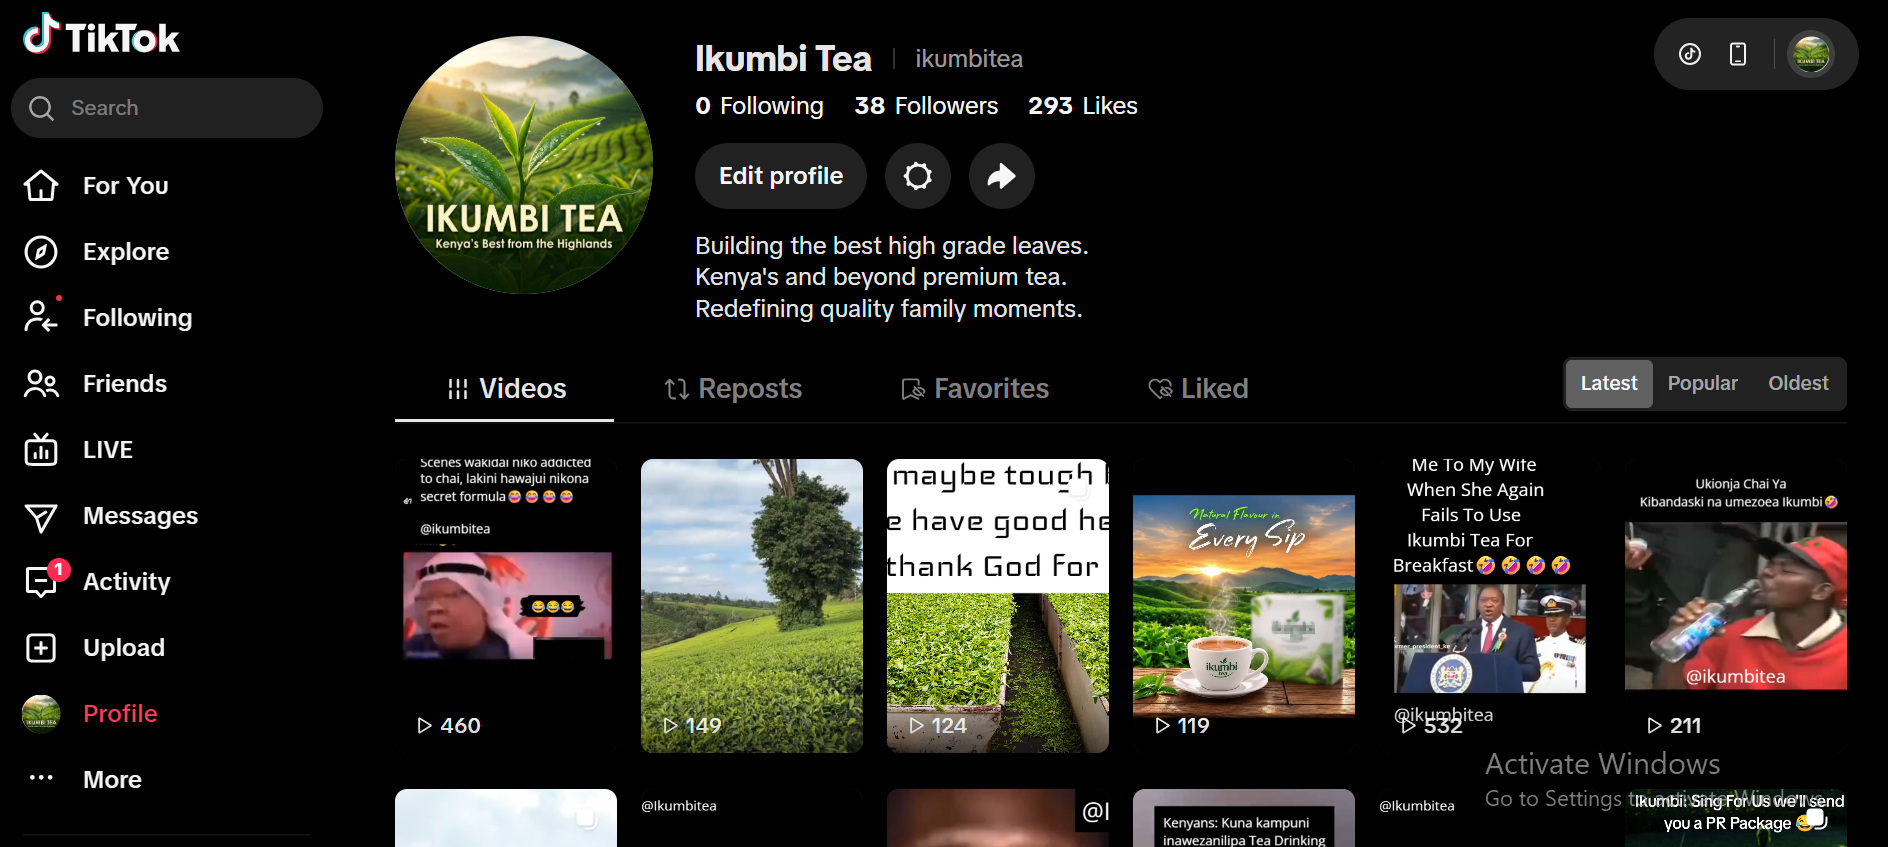 TikTok
Search
For You
Explore
Following
Friends
LIVE
Messages
1
Activity
Upload
Profile
More
IKUMBI TEA
Kenya's Best from the Highlands
Ikumbi Tea
ikumbitea
0 Following 38 Followers 293 Likes
Edit profile
Building the best high grade leaves.
Kenya's and beyond premium tea.
Redefining quality family moments.
Videos
Reposts
Favorites
Liked
Latest Popular Oldest
Scenes wakidai niko addicted
to chai, lakini hawajui nikona
secret formula😂😂😂😂
@ikumbitea
😂😂😂
460
149
maybe tough
have good he
thank God For
124
Natural Flavour in
Every Sip
ikumbi
tea
119
Me To My Wife
When She Again
Fails To Use
Ikumbi Tea For
Breakfast🤣🤣🤣🤣
@ikumbitea
532
Ukionja Chai Ya
Kibandaski na umezoea Ikumbi🤣
@ikumbitea
211
Activate Windows
Go to Settings to activate Windows.
@Ikumbitea
@I
Kenyans: Kuna kampuni
inawezanilipa Tea Drinking
@Ikumbitea
Ikumbi: Sing For Us we'll send
you a PR Package 😂